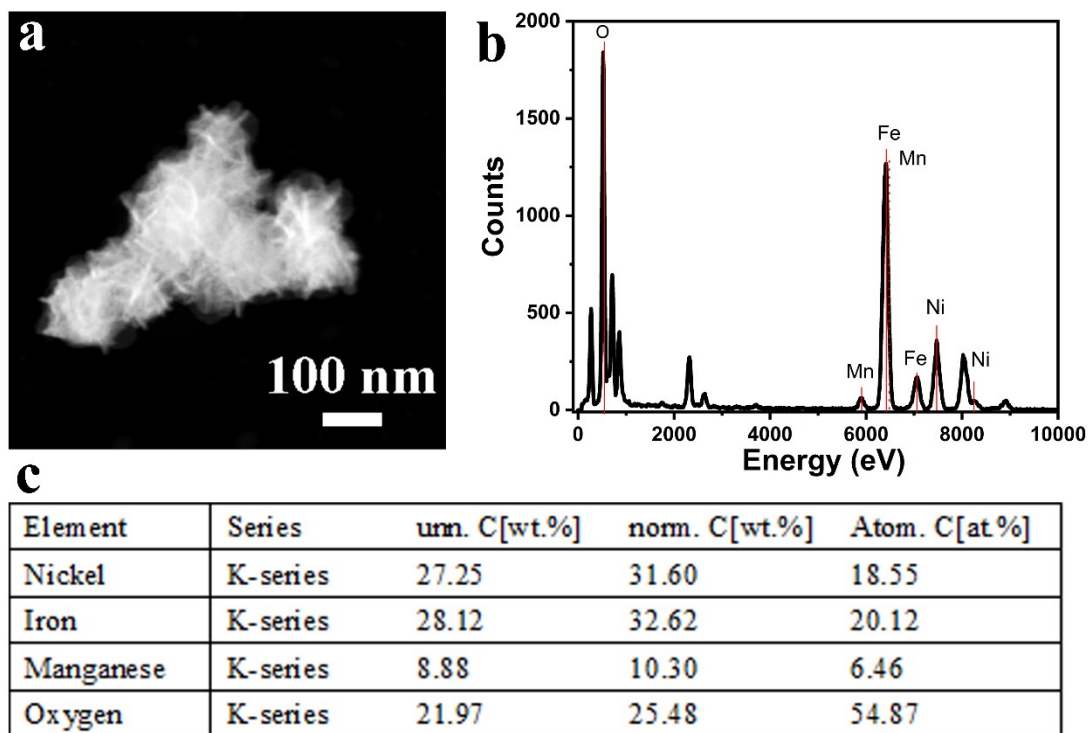 a
100 nm
b
2000
1500
1000
500
0
Counts
O
Fe
Mn
Mn
Fe
Ni
Ni
0 2000 4000 6000 8000 10000
Energy (eV)
c
Element Series unn. C[wt.%] norm. C[wt.%] Atom. C[at.%]
Nickel K-series 27.25 31.60 18.55
Iron K-series 28.12 32.62 20.12
Manganese K-series 8.88 10.30 6.46
Oxygen K-series 21.97 25.48 54.87